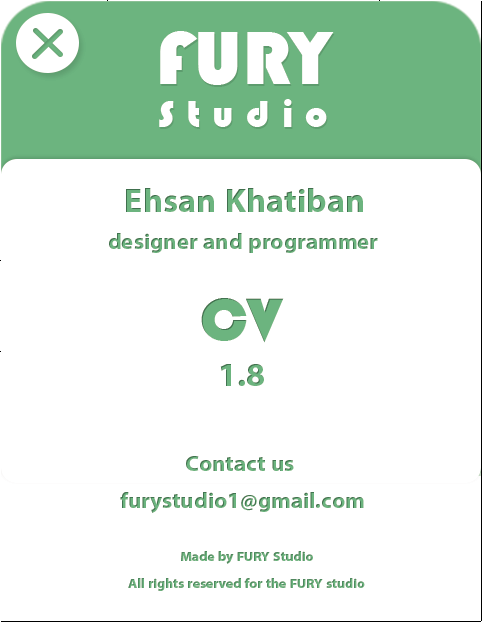 FURY
Studio
Ehsan Khatiban
designer and programmer
CV
1.8
Contact us
furystudio1@gmail.com
Made by FURY Studio
All rights reserved for the FURY studio